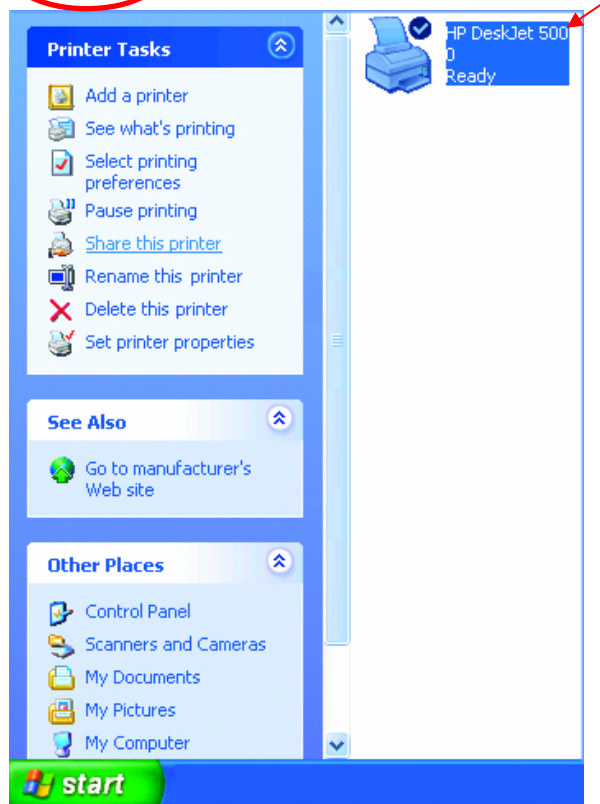 Printer Tasks
Add a printer
See what's printing
Select printing
preferences
Pause printing
Share this printer
Rename this printer
Delete this printer
Set printer properties
See Also
Go to manufacturer's
Web site
Other Places
Control Panel
Scanners and Cameras
My Documents
My Pictures
My Computer
HP DeskJet 500
0
Ready
start